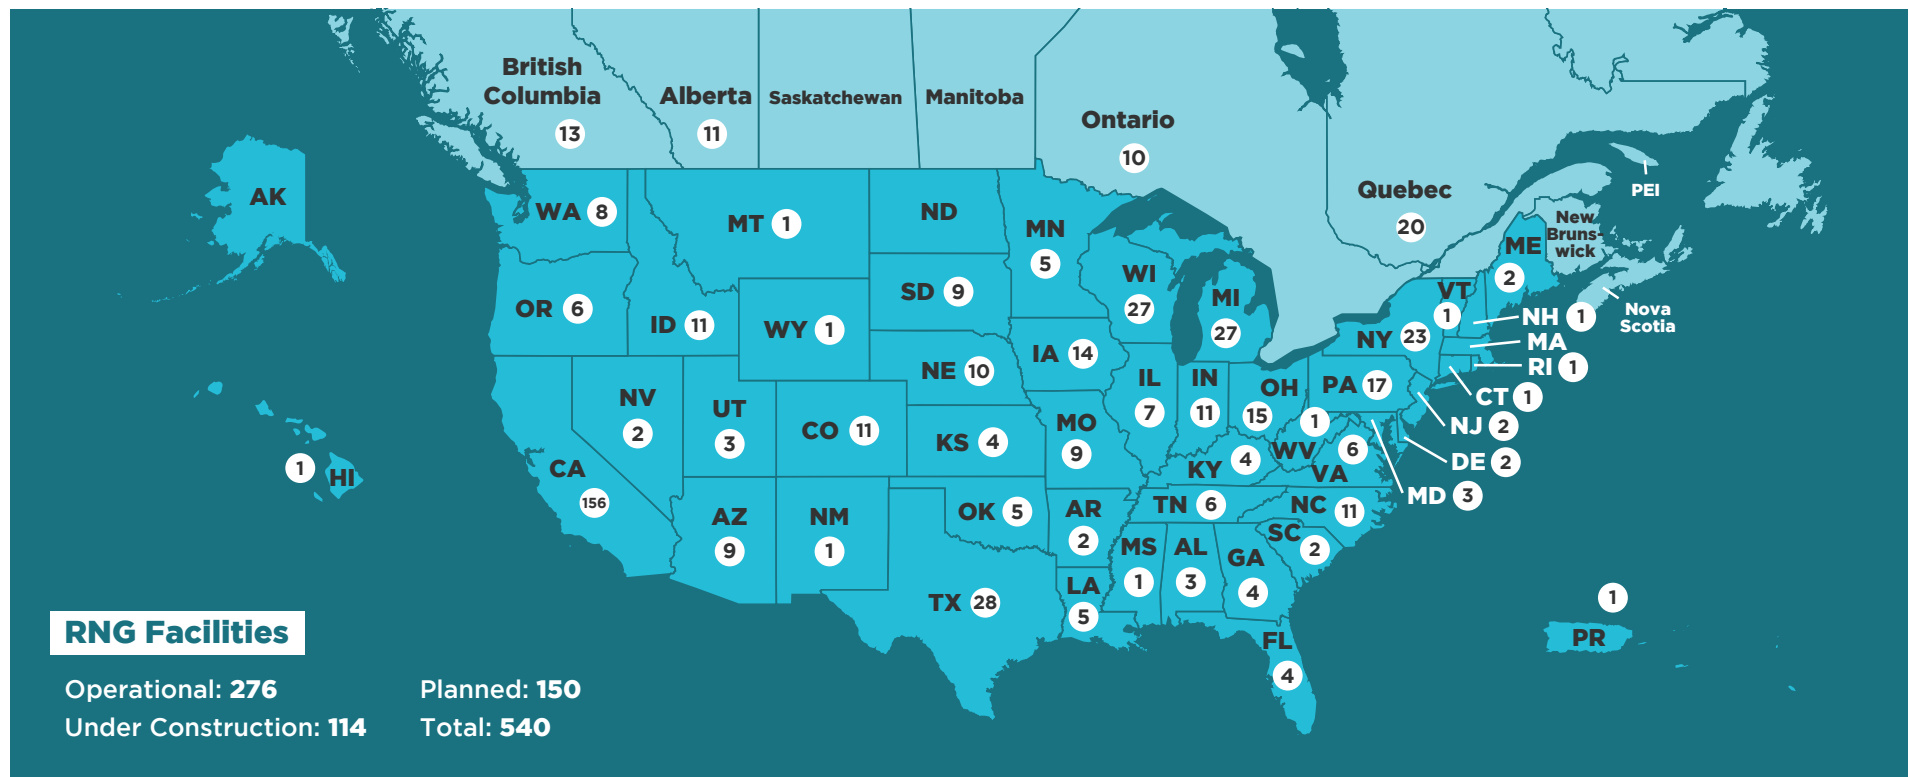 British
Columbia
13
Alberta
11
Saskatchewan
Manitoba
Ontario
10
Quebec
20
PEI
New
Bruns-
wick
Nova
Scotia
AK
WA 8
MT 1
ND
MN
5
OR 6
ID 11
WY 1
SD 9
WI
27
MI
27
ME
2
VT
1
NH 1
MA
RI 1
CT 1
NJ 2
DE 2
MD 3
NY 23
PA 17
NE 10
IA 14
IL
7
IN
11
OH
15
NV
2
UT
3
CO 11
KS 4
MO
9
KY 4
1
WV
6
VA
CA
156
1
HI
AZ
9
NM
1
OK 5
AR
2
TN 6
NC 11
SC
2
MS
1
AL
3
GA
4
TX 28
LA
5
FL
4
1
PR
RNG Facilities
Operational: 276
Planned: 150
Under Construction: 114
Total: 540